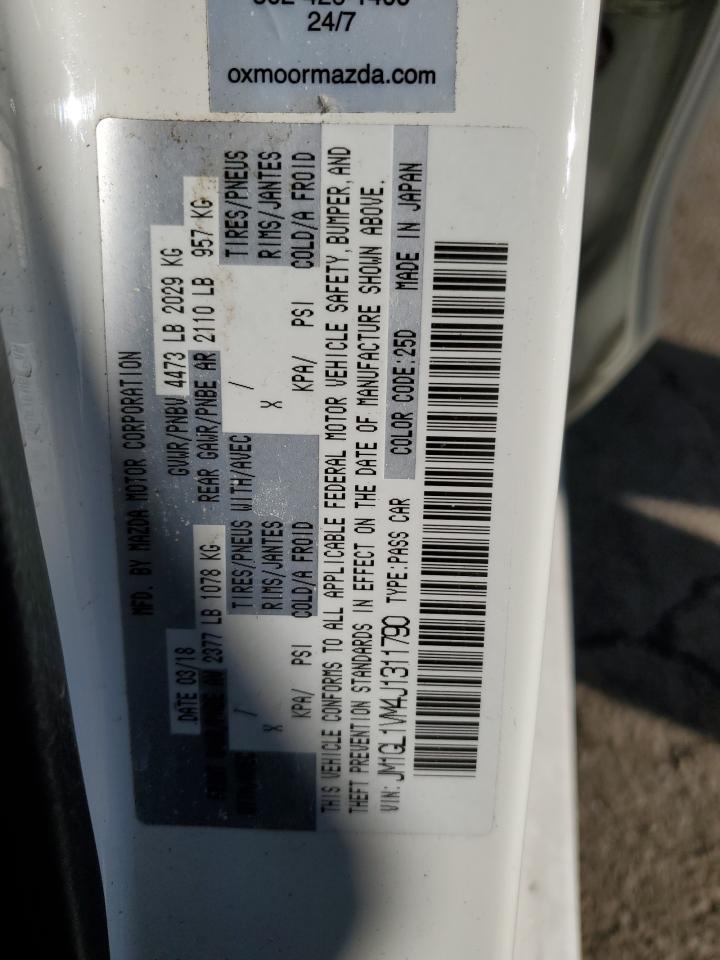 24/7
oxmoormazda.com
MFD. BY MAZDA MOTOR CORPORATION
DATE 03/18
GVWR/PNBV 4473 LB 2029 KG
2377 LB 1078 KG
REAR GAWR/PNBE AR 2110 LB 957 KG
TIRES/PNEUS WITH/AVEC TIRES/PNEUS
/ RIMS/JANTES / RIMS/JANTES
X X
KPA/ PSI COLD/A FROID KPA/ PSI COLD/A FROID
THIS VEHICLE CONFORMS TO ALL APPLICABLE FEDERAL MOTOR VEHICLE SAFETY, BUMPER, AND
THEFT PREVENTION STANDARDS IN EFFECT ON THE DATE OF MANUFACTURE SHOWN ABOVE.
VIN: JM1GL1VM4J1311790 TYPE:PASS CAR COLOR CODE:25D MADE IN JAPAN